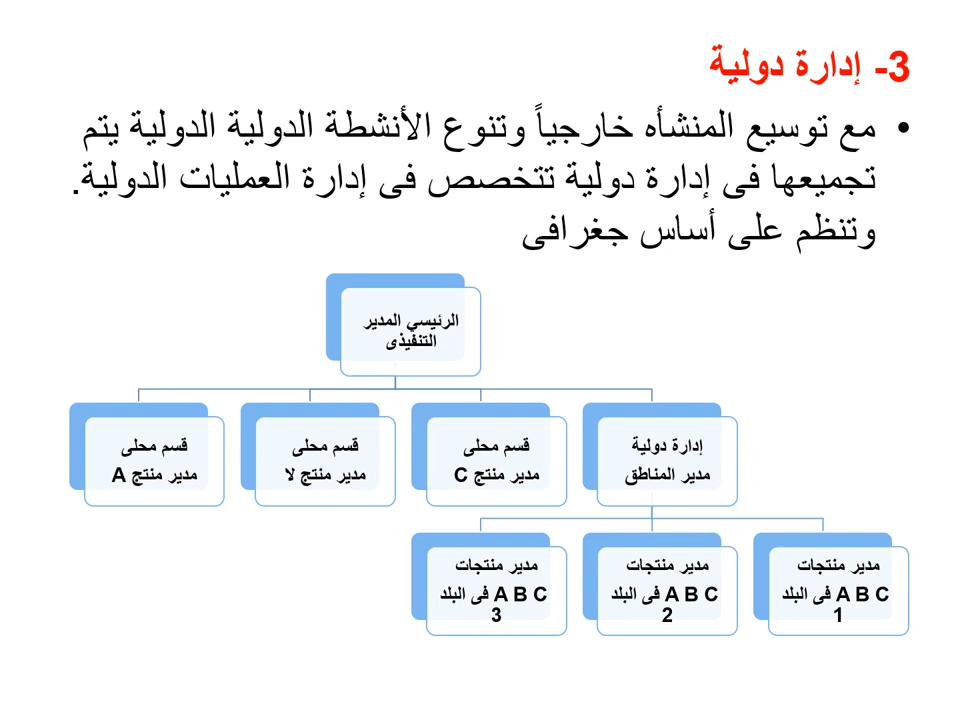 3- إدارة دولية
• مع توسيع المنشأه خارجياً وتنوع الأنشطة الدولية الدولية يتم
تجميعها فى إدارة دولية تتخصص فى إدارة العمليات الدولية.
وتنظم على أساس جغرافى
الرئيسي المدير
التنفيذى
إدارة دولية
مدير المناطق
قسم محلى
مدير منتج C
قسم محلى
مدير منتج لا
قسم محلى
مدير منتج A
مدير منتجات
A B C فى البلد
1
مدير منتجات
A B C فى البلد
2
مدير منتجات
A B C فى البلد
3